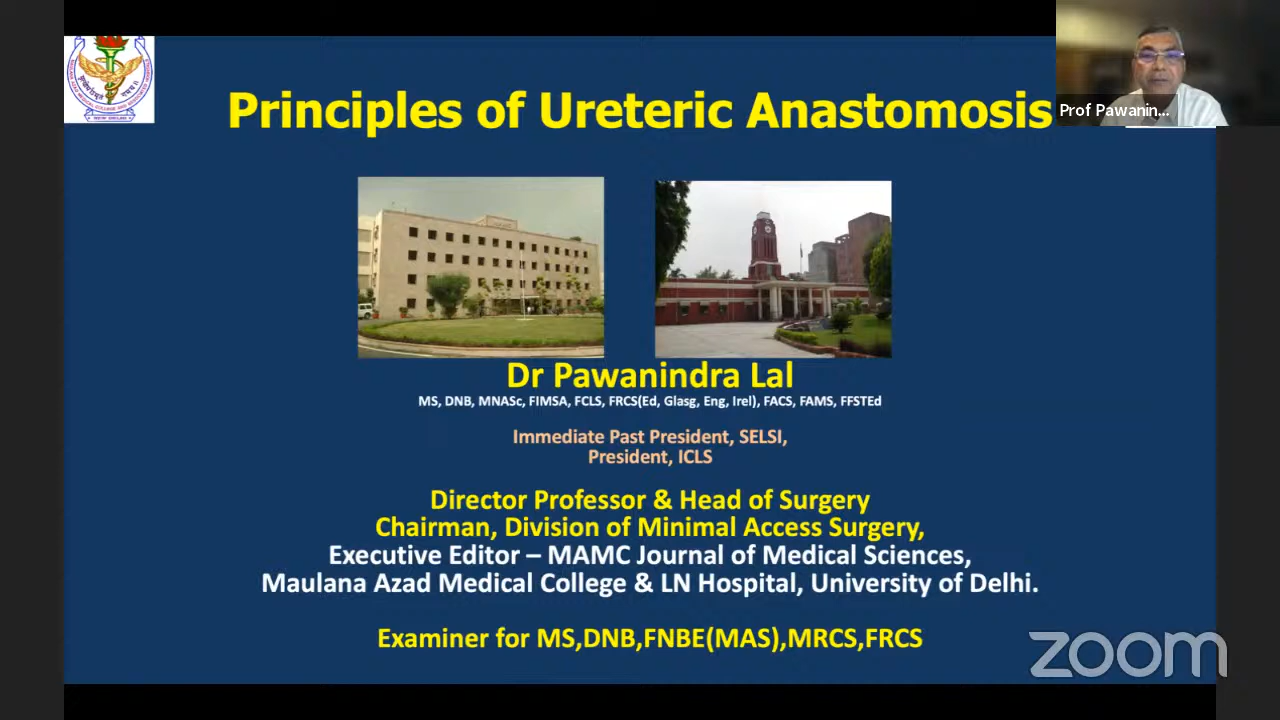 Principles of Ureteric Anastomosis
Prof Pawanin...
Dr Pawanindra Lal
MS, DNB, MNASc, FIMSA, FCLS, FRCS(Ed, Glasg, Eng, Irel), FACS, FAMS, FFSTEd
Immediate Past President, SELSI,
President, ICLS
Director Professor & Head of Surgery
Chairman, Division of Minimal Access Surgery,
Executive Editor – MAMC Journal of Medical Sciences,
Maulana Azad Medical College & LN Hospital, University of Delhi.
Examiner for MS,DNB,FNBE(MAS),MRCS,FRCS
zoom
NEW DELHI